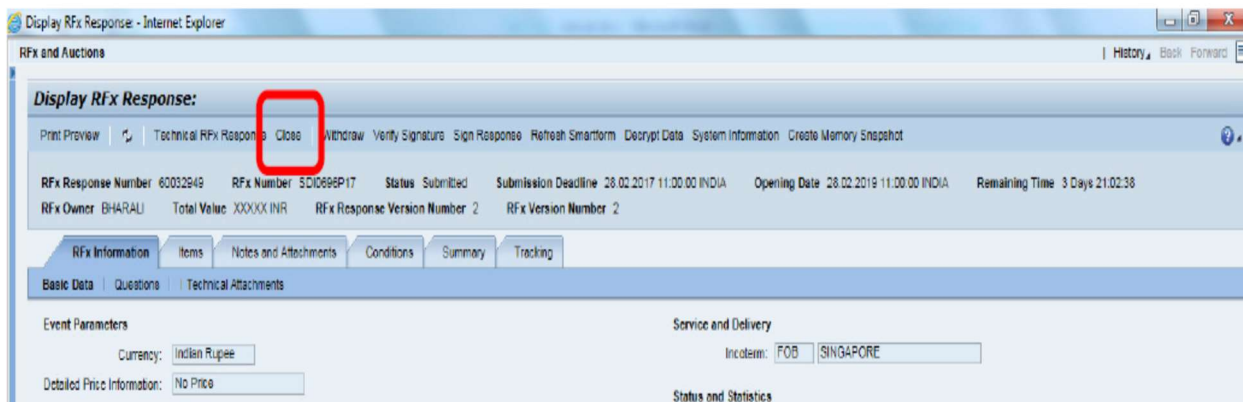 Display RFx Response: - Internet Explorer
RFx and Auctions | History Back Forward
Display RFx Response:
Print Preview | Technical RFx Response Close | Withdraw Verify Signature Sign Response Refresh Smartform Decrypt Data System Information Create Memory Snapshot
RFx Response Number 60032949 RFx Number SDI0696P17 Status Submitted Submission Deadline 28.02.2017 11:00:00 INDIA Opening Date 28.02.2019 11:00:00 INDIA Remaining Time 3 Days 21:02:38
RFx Owner BHARALI Total Value XXXXX INR RFx Response Version Number 2 RFx Version Number 2
RFx Information Items Notes and Attachments Conditions Summary Tracking
Basic Data | Questions | Technical Attachments
Event Parameters Service and Delivery
Currency: Indian Rupee Incoterm: FOB SINGAPORE
Detailed Price Information: No Price
Status and Statistics